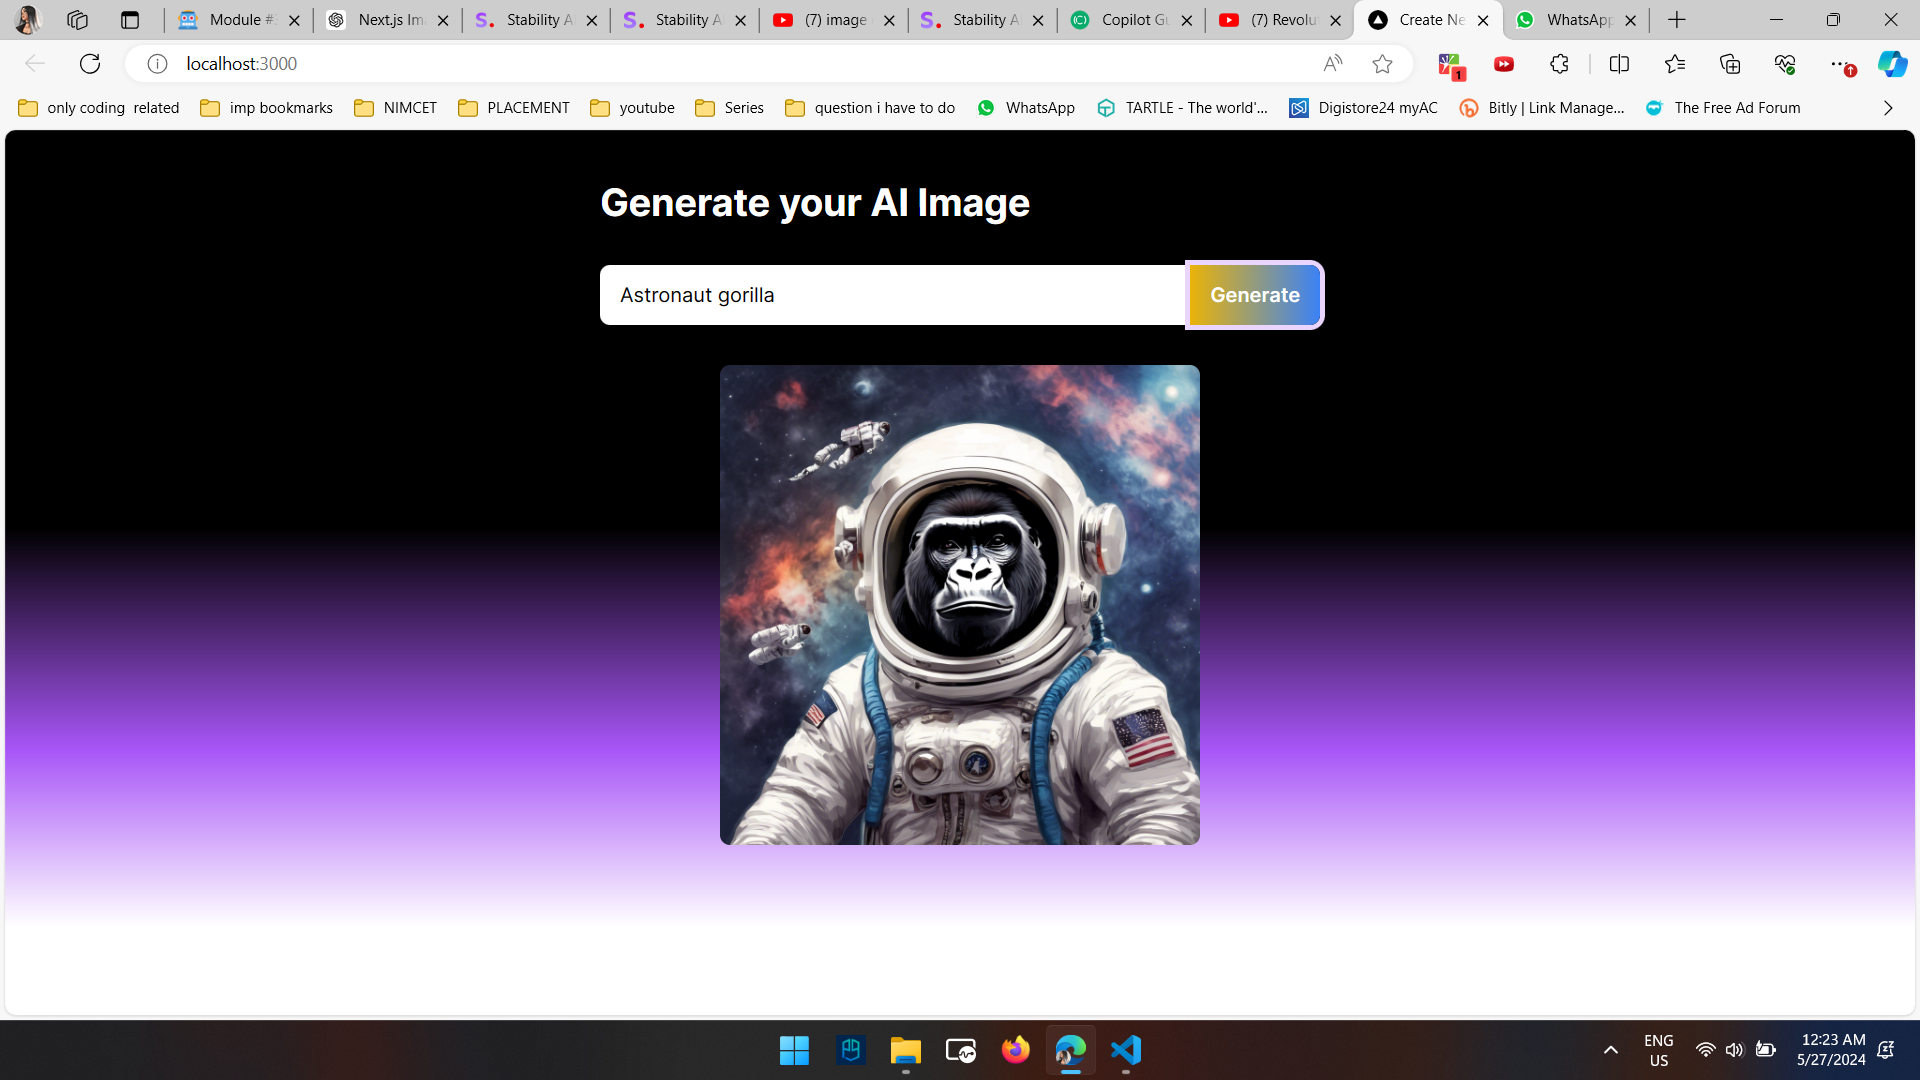 Module #
Next.js Im
Stability A
Stability A
(7) image
Stability A
Copilot Gu
(7) Revolu
Create Ne
WhatsApp
localhost:3000
1
only coding related
imp bookmarks
NIMCET
PLACEMENT
youtube
Series
question i have to do
WhatsApp
TARTLE - The world'...
Digistore24 myAC
Bitly | Link Manage...
The Free Ad Forum
Generate your AI Image
Astronaut gorilla
Generate
ENG
US
12:23 AM
5/27/2024